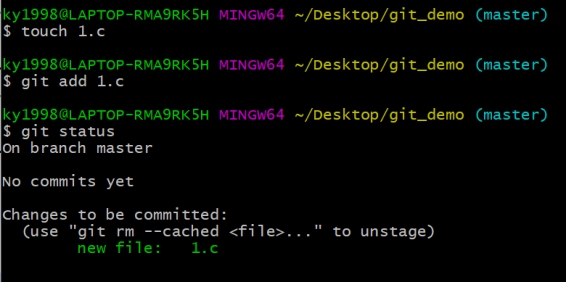 ky1998@LAPTOP-RMA9RK5H MINGW64 ~/Desktop/git_demo (master)
$ touch 1.c
ky1998@LAPTOP-RMA9RK5H MINGW64 ~/Desktop/git_demo (master)
$ git add 1.c
ky1998@LAPTOP-RMA9RK5H MINGW64 ~/Desktop/git_demo (master)
$ git status
On branch master
No commits yet
Changes to be committed:
  (use "git rm --cached <file>..." to unstage)
        new file:   1.c